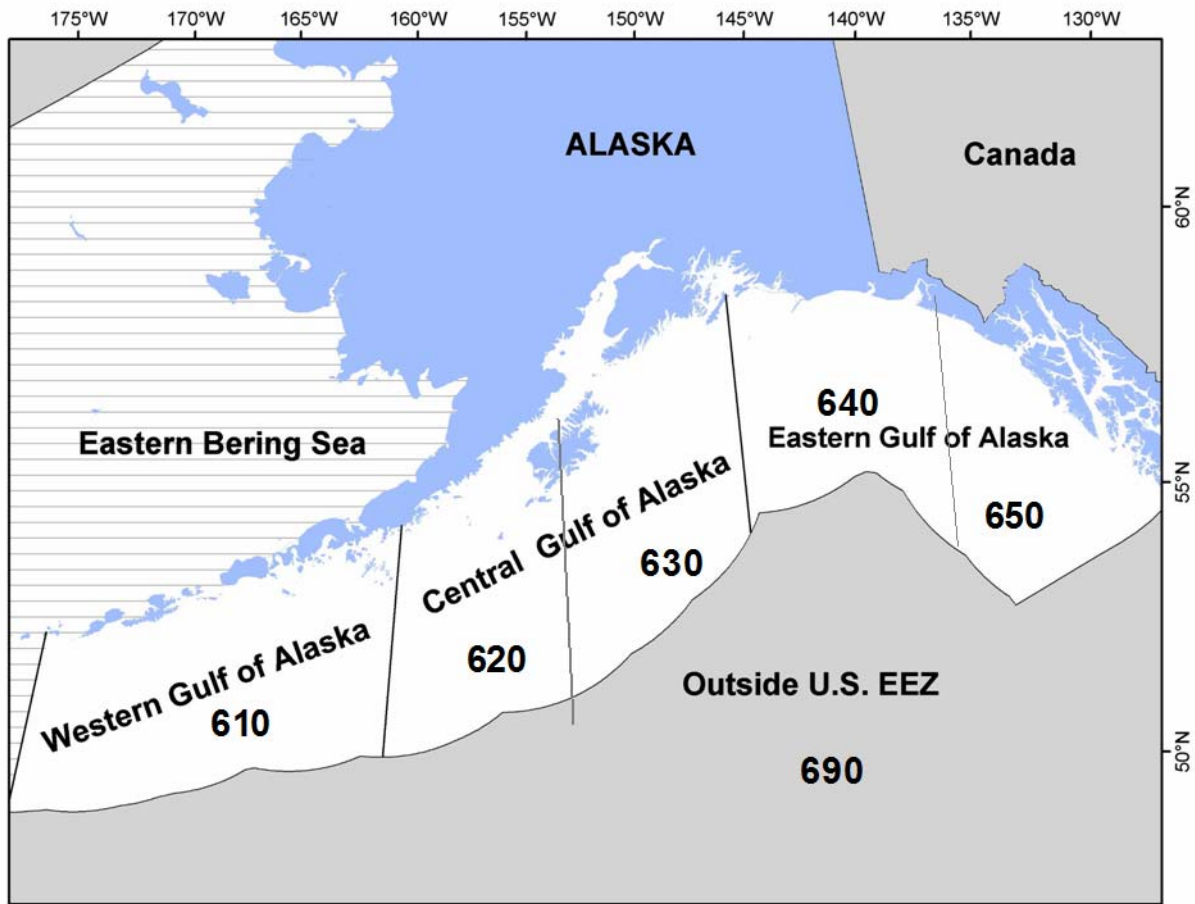 175°W 170°W 165°W 160°W 155°W 150°W 145°W 140°W 135°W 130°W
ALASKA
Canada
60°N
640
Eastern Bering Sea
Eastern Gulf of Alaska
55°N
650
Central Gulf of Alaska
630
620
Western Gulf of Alaska
610
Outside U.S. EEZ
690
50°N